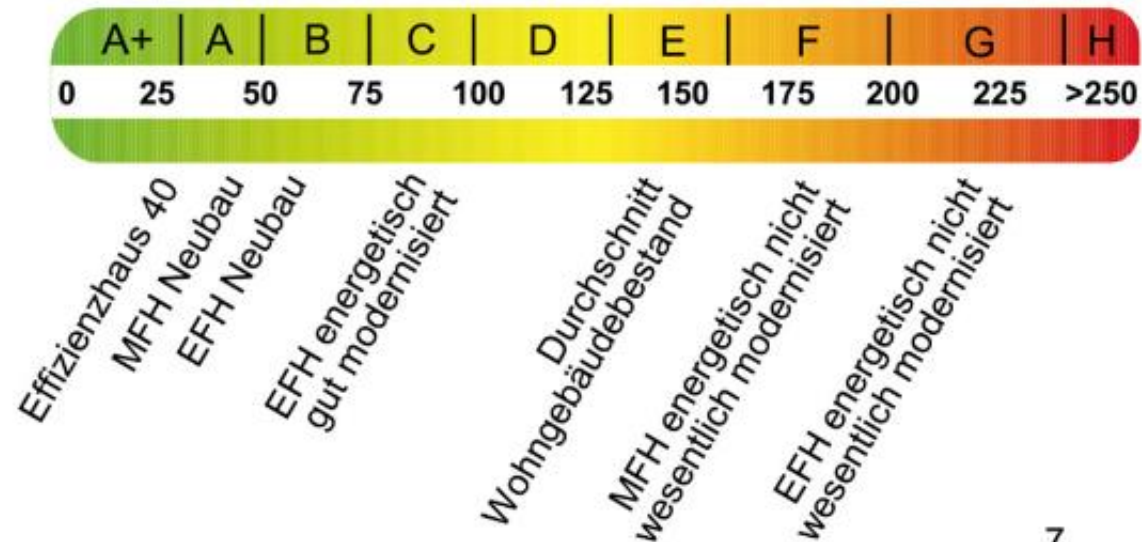 A+ | A | B | C | D | E | F | G | H
0 25 50 75 100 125 150 175 200 225 >250
Effizienzhaus 40
MFH Neubau
EFH Neubau
EFH energetisch
gut modernisiert
Durchschnitt
Wohngebäudebestand
MFH energetisch nicht
wesentlich modernisiert
EFH energetisch nicht
wesentlich modernisiert
7